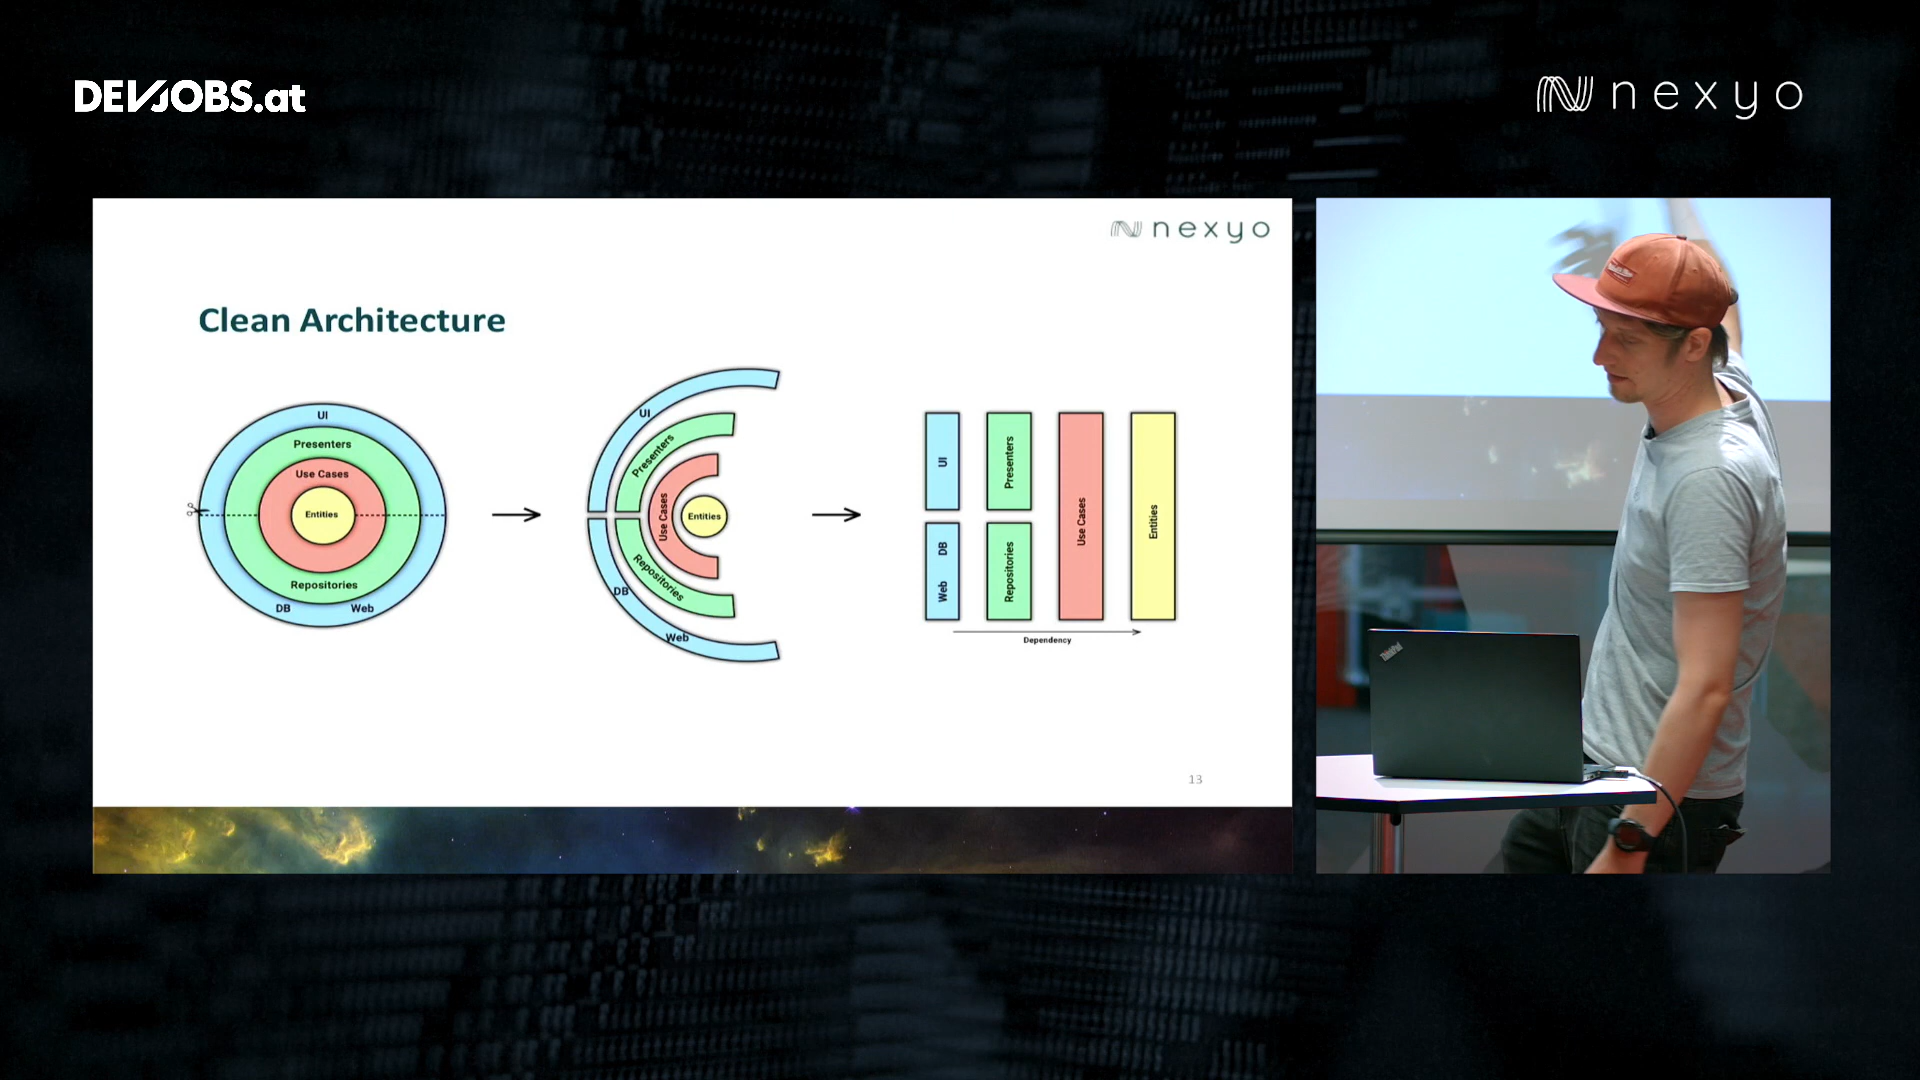 DEVJOBS.at
nexyo
nexyo
Clean Architecture
UI
Presenters
Use Cases
Entities
Repositories
DB Web
UI
Presenters
Use Cases
Entities
Repositories
DB
Web
UI
Presenters
Use Cases
Entities
Web DB
Repositories
Dependency
13
ThinkPad